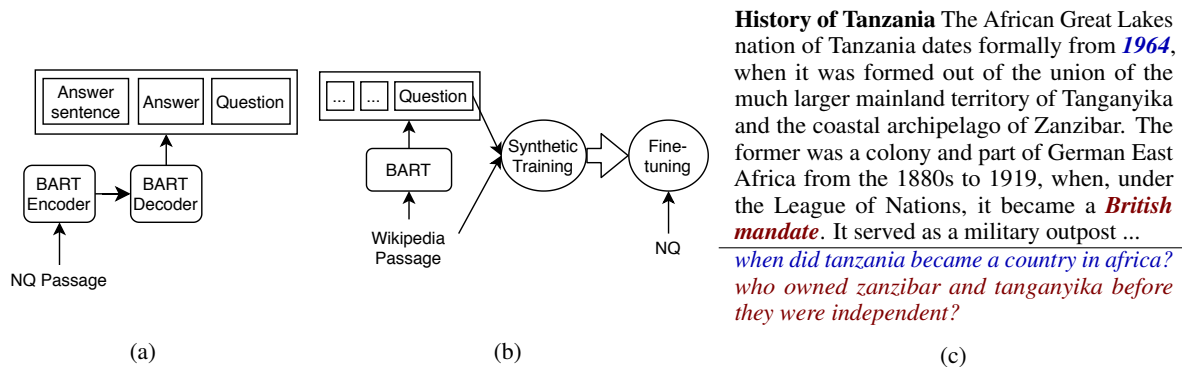 Answer
sentence
Answer
Question
BART
Encoder
BART
Decoder
NQ Passage
(a)
...
...
Question
BART
Wikipedia
Passage
Synthetic
Training
Fine-
tuning
NQ
(b)
History of Tanzania The African Great Lakes
nation of Tanzania dates formally from 1964,
when it was formed out of the union of the
much larger mainland territory of Tanganyika
and the coastal archipelago of Zanzibar. The
former was a colony and part of German East
Africa from the 1880s to 1919, when, under
the League of Nations, it became a British
mandate. It served as a military outpost ...
when did tanzania became a country in africa?
who owned zanzibar and tanganyika before
they were independent?
(c)